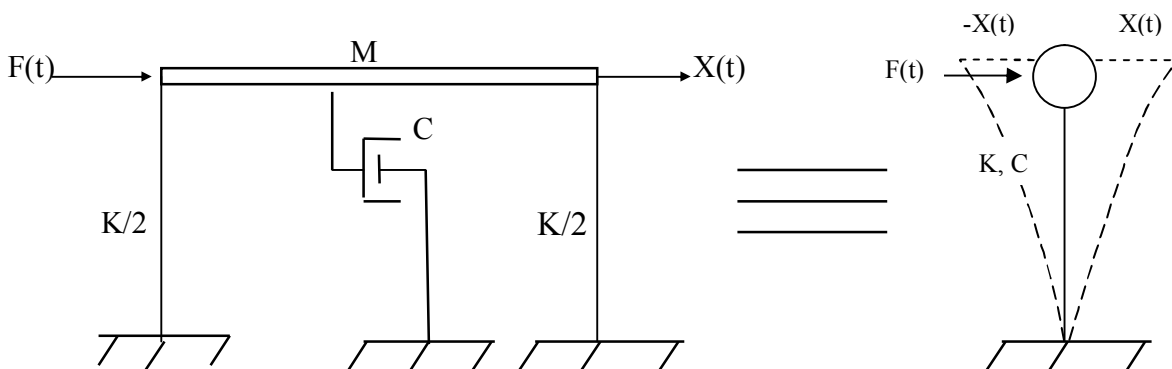 F(t)
M
X(t)
C
K/2
K/2
-X(t)
X(t)
F(t)
K, C